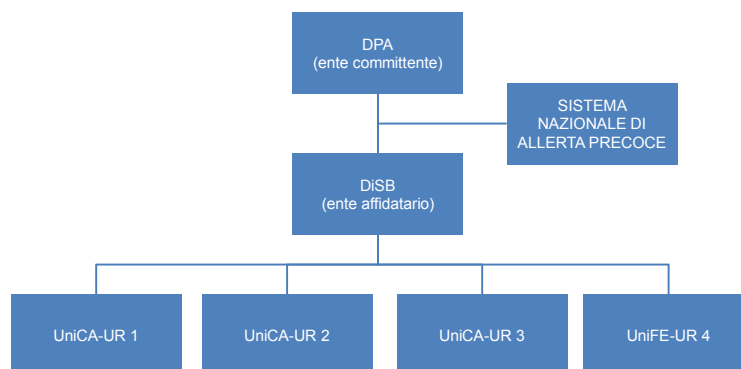 DPA
(ente committente)
SISTEMA
NAZIONALE DI
ALLERTA PRECOCE
DiSB
(ente affidatario)
UniCA-UR 1
UniCA-UR 2
UniCA-UR 3
UniFE-UR 4